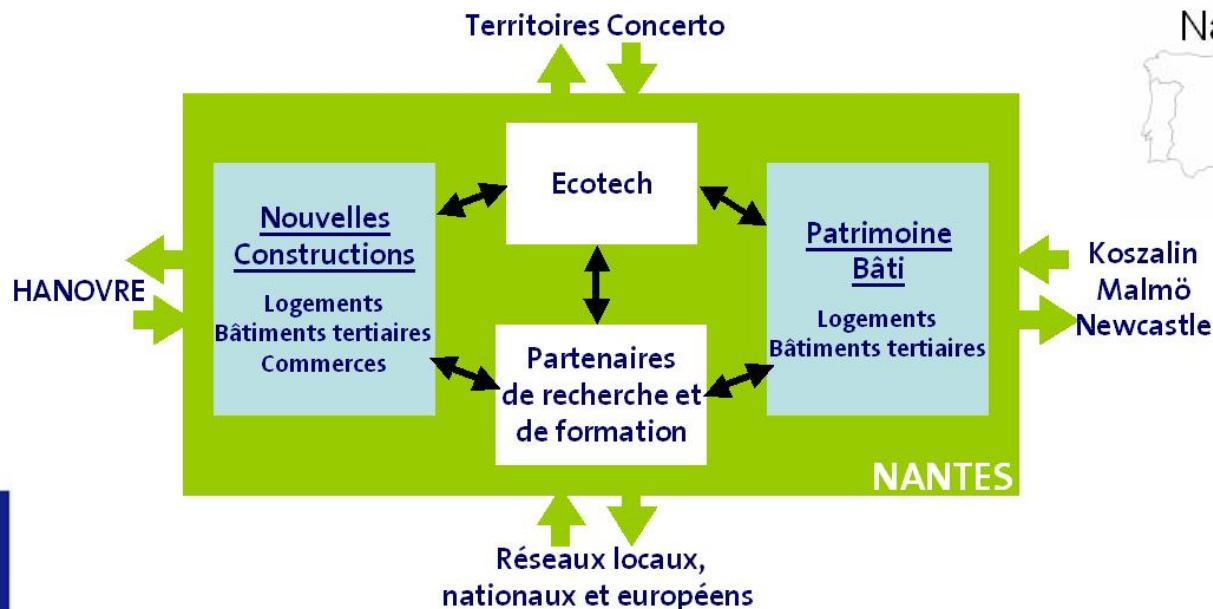 Territoires Concerto
Na
Ecotech
Nouvelles
Constructions
Logements
Bâtiments tertiaires
Commerces
Patrimoine
Bâti
Logements
Bâtiments tertiaires
HANOVRE
Koszalin
Malmö
Newcastle
Partenaires
de recherche et
de formation
NANTES
Réseaux locaux,
nationaux et européens